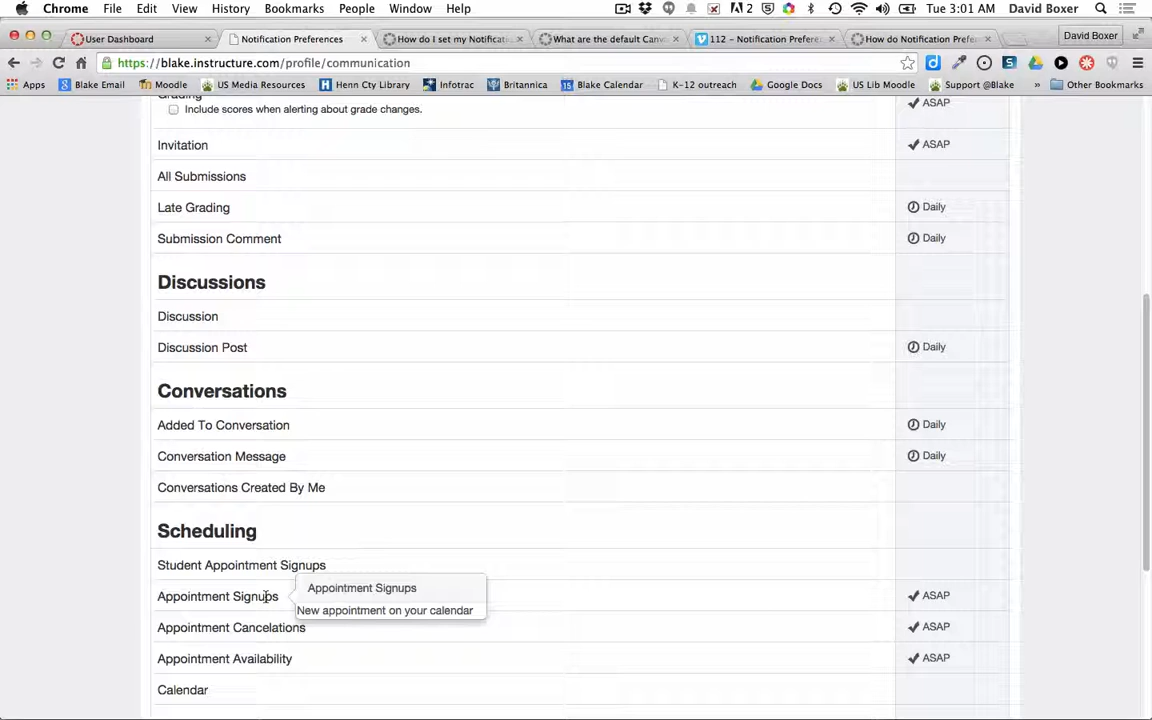 Chrome File Edit View History Bookmarks People Window Help 2 Tue 3:01 AM David Boxer
User Dashboard Notification Preferences How do I set my Notificati What are the default Canv 112 – Notification Preferen How do Notification Prefe David Boxer
https://blake.instructure.com/profile/communication
Apps Blake Email Moodle US Media Resources Henn Cty Library Infotrac Britannica Blake Calendar K-12 outreach Google Docs US Lib Moodle Support @Blake » Other Bookmarks
Grading ASAP
Include scores when alerting about grade changes.
Invitation ASAP
All Submissions
Late Grading Daily
Submission Comment Daily
Discussions
Discussion
Discussion Post Daily
Conversations
Added To Conversation Daily
Conversation Message Daily
Conversations Created By Me
Scheduling
Student Appointment Signups
Appointment Signups
Appointment Signups ASAP
New appointment on your calendar
Appointment Cancelations ASAP
Appointment Availability ASAP
Calendar